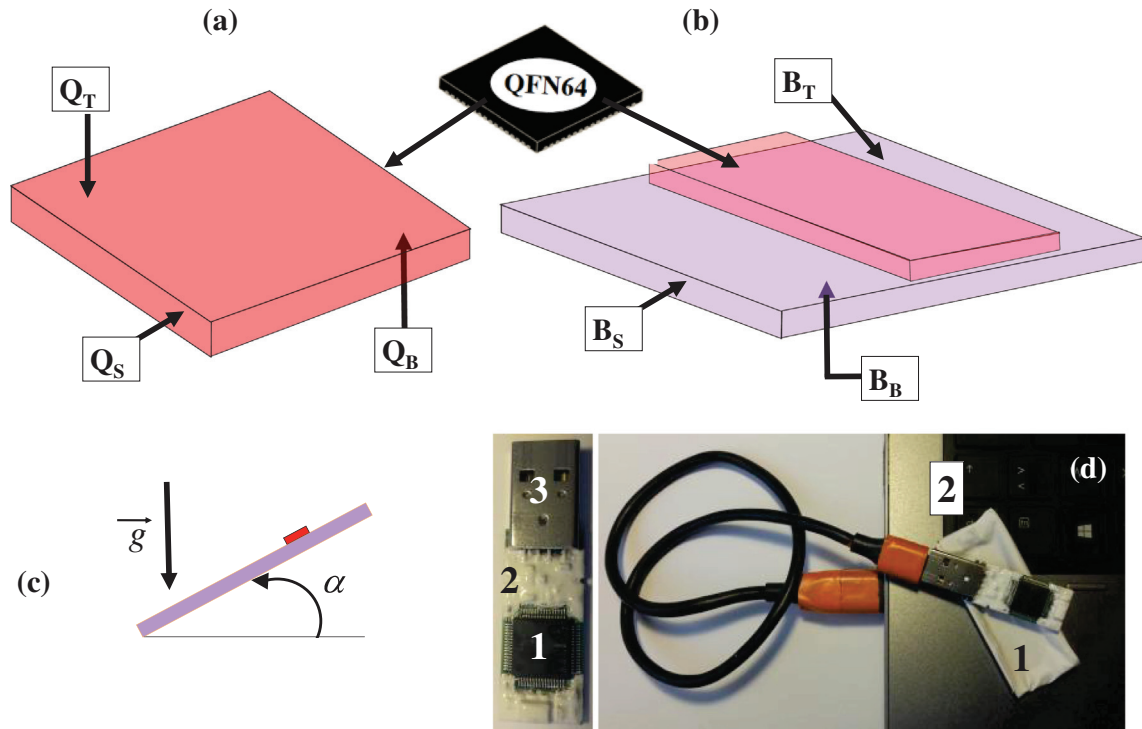 (a)
(b)
QFN64
Q_T
B_T
Q_S
Q_B
B_S
B_B
(c)
g
α
3
2
1
2
(d)
1